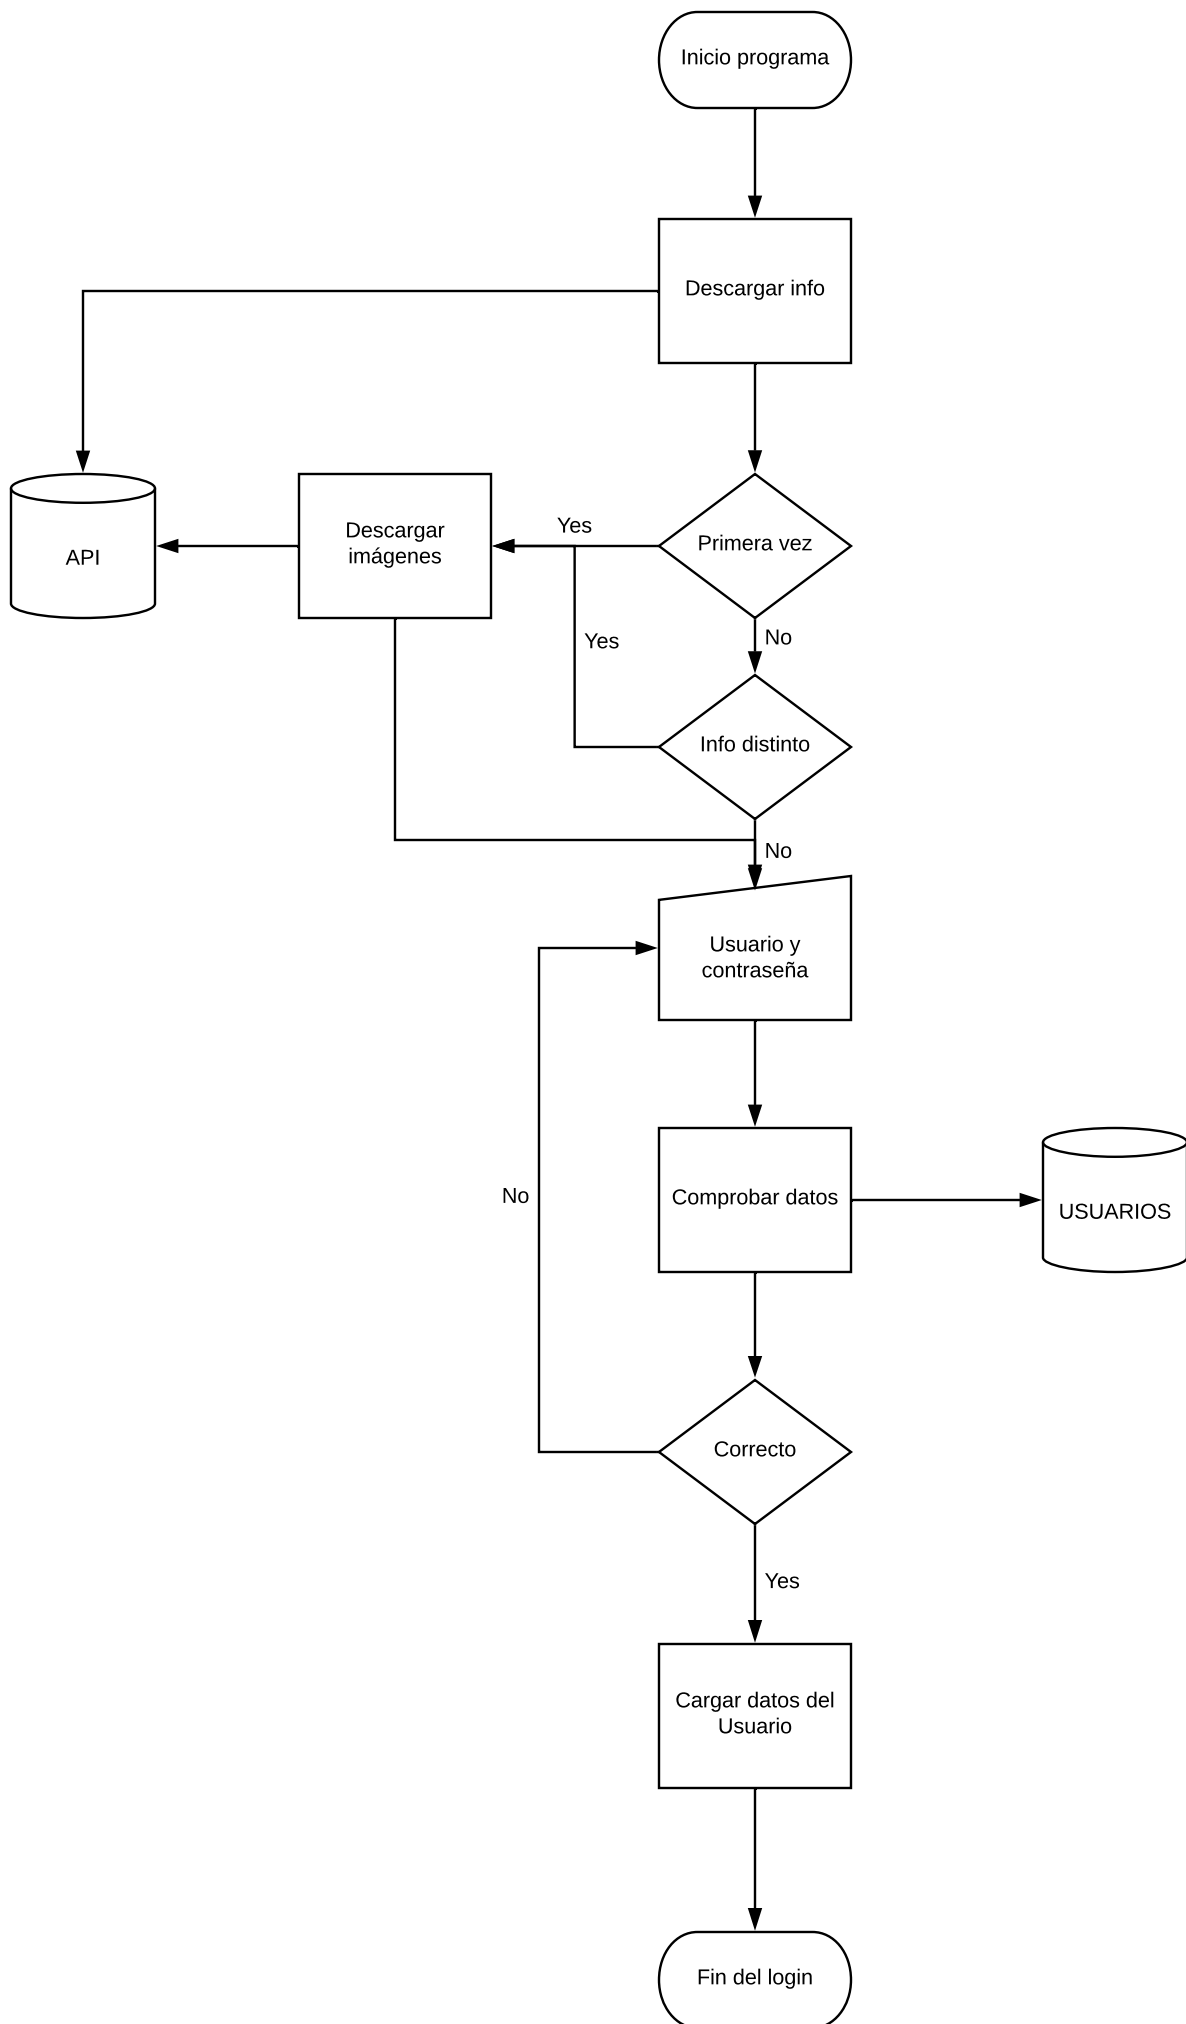 Inicio programa
Descargar info
Yes
Descargar
imágenes
Primera vez
API
No
Yes
Info distinto
No
Usuario y
contraseña
No
Comprobar datos
USUARIOS
Correcto
Yes
Cargar datos del
Usuario
Fin del login